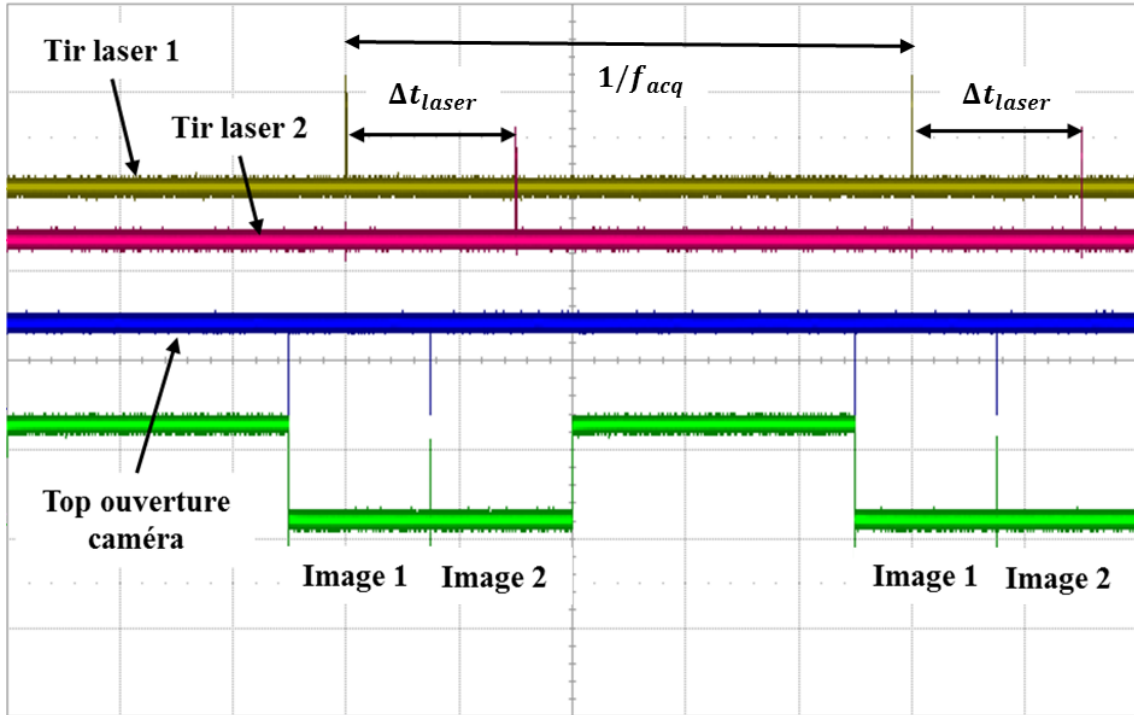 Tir laser 1
1/f_acq
Δt_laser
Δt_laser
Tir laser 2
Top ouverture
caméra
Image 1
Image 2
Image 1
Image 2